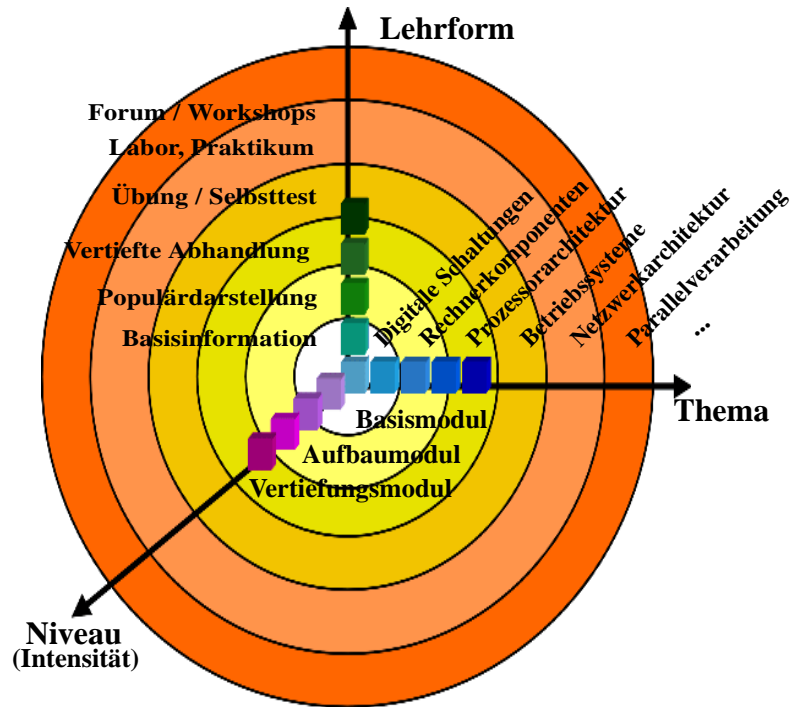 Lehrform
Forum / Workshops
Labor, Praktikum
Übung / Selbsttest
Vertiefte Abhandlung
Populärdarstellung
Basisinformation
Digitale Schaltungen
Rechnerkomponenten
Prozessorarchitektur
Betriebssysteme
Netzwerkarchitektur
Parallelverarbeitung
...
Thema
Basismodul
Aufbaumodul
Vertiefungsmodul
Niveau
(Intensität)